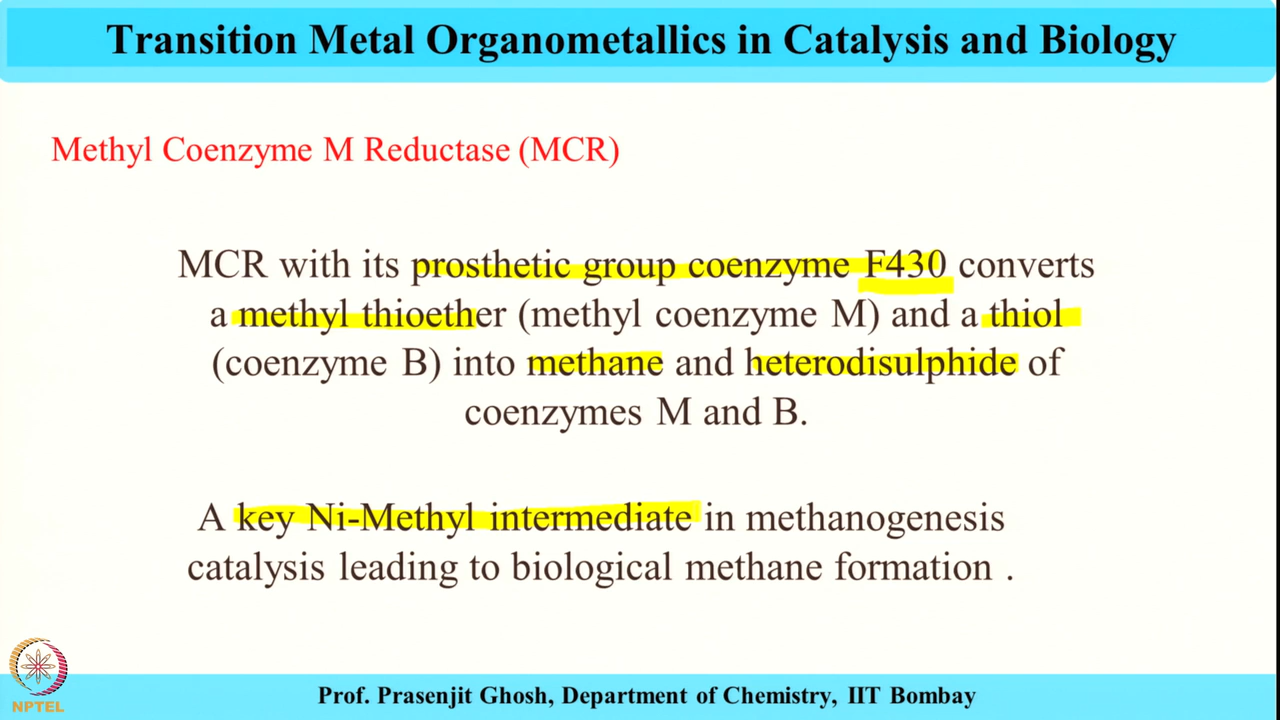 Transition Metal Organometallics in Catalysis and Biology
Methyl Coenzyme M Reductase (MCR)
MCR with its prosthetic group coenzyme F430 converts
a methyl thioether (methyl coenzyme M) and a thiol
(coenzyme B) into methane and heterodisulphide of
coenzymes M and B.
A key Ni-Methyl intermediate in methanogenesis
catalysis leading to biological methane formation .
NPTEL
Prof. Prasenjit Ghosh, Department of Chemistry, IIT Bombay